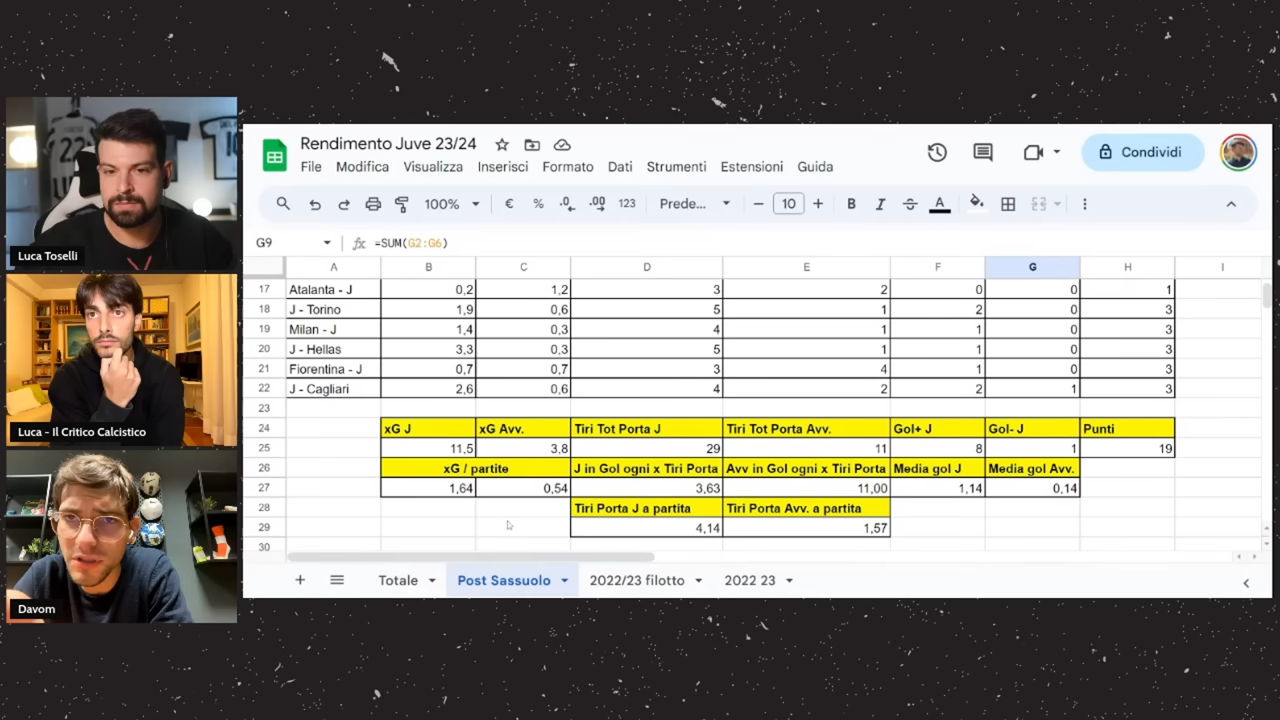 Rendimento Juve 23/24
File Modifica Visualizza Inserisci Formato Dati Strumenti Estensioni Guida
Condividi
100% € % .0 .00 123 Prede... 10 B I A
G9 fx =SUM(G2:G6)
A B C D E F G H I
17 Atalanta - J 0,2 1,2 3 2 0 0 1
18 J - Torino 1,9 0,6 5 1 2 0 3
19 Milan - J 1,4 0,3 4 1 1 0 3
20 J - Hellas 3,3 0,3 5 1 1 0 3
21 Fiorentina - J 0,7 0,7 3 4 1 0 3
22 J - Cagliari 2,6 0,6 4 2 2 1 3
23
24 xG J xG Avv. Tiri Tot Porta J Tiri Tot Porta Avv. Gol+ J Gol- J Punti
25 11,5 3,8 29 11 8 1 19
26 xG / partite J in Gol ogni x Tiri Porta Avv in Gol ogni x Tiri Porta Media gol J Media gol Avv.
27 1,64 0,54 3,63 11,00 1,14 0,14
28 Tiri Porta J a partita Tiri Porta Avv. a partita
29 4,14 1,57
30
Totale Post Sassuolo 2022/23 filotto 2022 23
Luca Toselli
Luca - Il Critico Calcistico
Davom